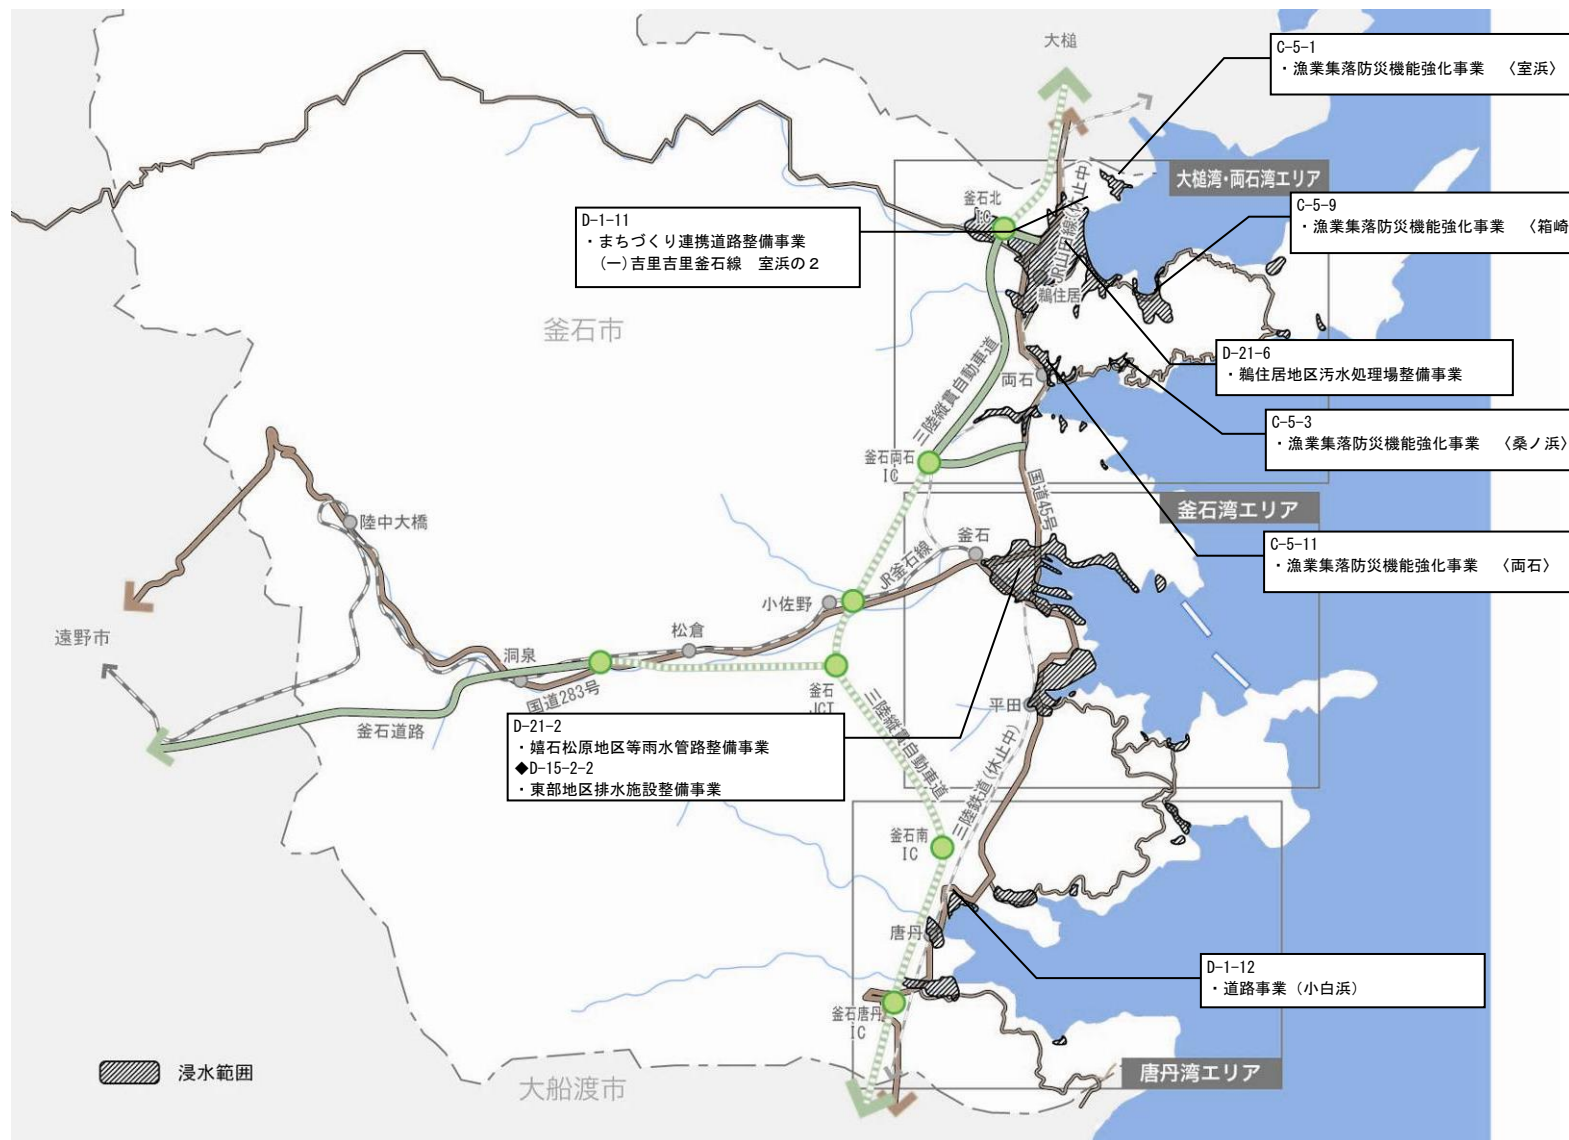 大槌
C-5-1
・漁業集落防災機能強化事業　〈室浜〉
大槌湾・両石湾エリア
釜石北
IC
JR山田線(休止中)
C-5-9
・漁業集落防災機能強化事業　〈箱崎
D-1-11
・まちづくり連携道路整備事業
(一)吉里吉里釜石線　室浜の２
鵜住居
釜石市
三陸縦貫自動車道
D-21-6
・鵜住居地区汚水処理場整備事業
両石
C-5-3
・漁業集落防災機能強化事業　〈桑ノ浜〉
釜石両石
IC
国道45号
釜石湾エリア
陸中大橋
釜石
JR釜石線
C-5-11
・漁業集落防災機能強化事業　〈両石〉
小佐野
遠野市
松倉
洞泉
国道283号
釜石
JCT
釜石道路
平田
三陸縦貫自動車道
D-21-2
・嬉石松原地区等雨水管路整備事業
◆D-15-2-2
・東部地区排水施設整備事業
三陸鉄道(休止中)
釜石南
IC
唐丹
D-1-12
・道路事業（小白浜）
釜石唐丹
IC
浸水範囲
大船渡市
唐丹湾エリア